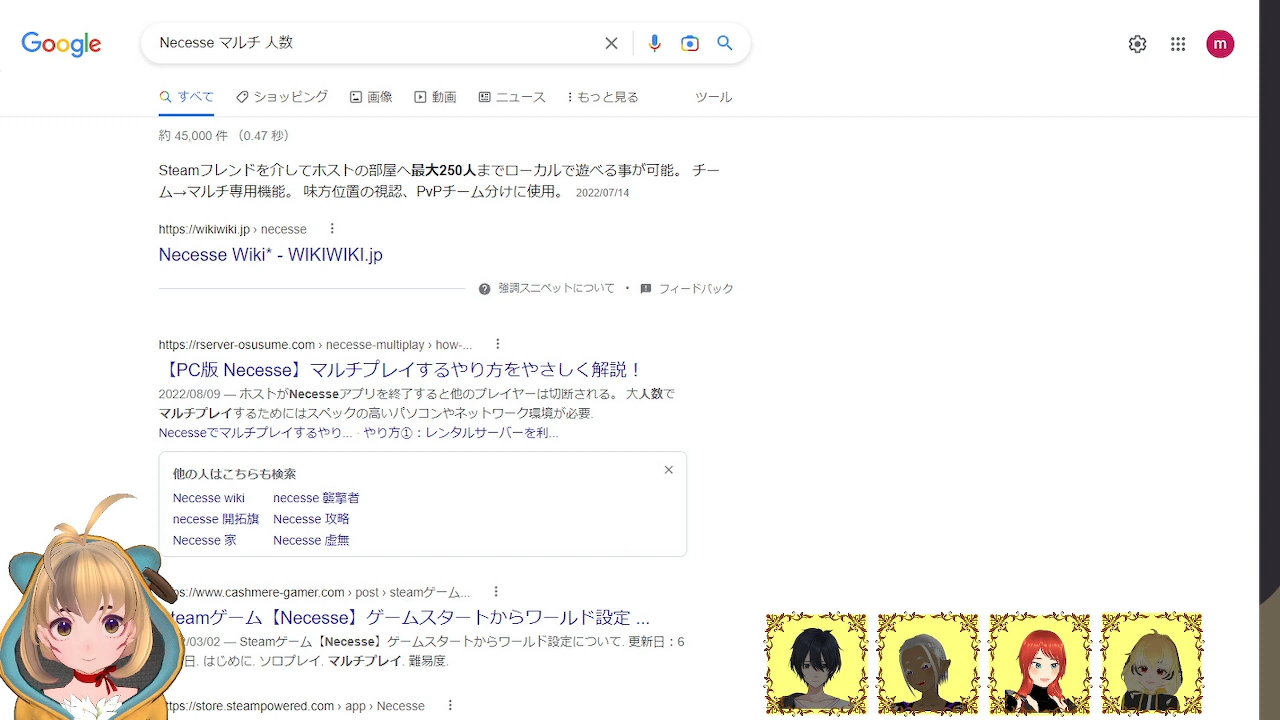 Google
Necesse マルチ 人数
m
すべて ショッピング 画像 動画 ニュース もっと見る ツール
約 45,000 件 （0.47 秒）
Steamフレンドを介してホストの部屋へ最大250人までローカルで遊べる事が可能。 チー
ム→マルチ専用機能。 味方位置の視認、PvPチーム分けに使用。 2022/07/14
https://wikiwiki.jp › necesse
Necesse Wiki* - WIKIWIKI.jp
強調スニペットについて • フィードバック
https://rserver-osusume.com › necesse-multiplay › how-...
【PC版 Necesse】マルチプレイするやり方をやさしく解説！
2022/08/09 — ホストがNecesseアプリを終了すると他のプレイヤーは切断される。 大人数で
マルチプレイするためにはスペックの高いパソコンやネットワーク環境が必要.
Necesseでマルチプレイするやり... · やり方①：レンタルサーバーを利...
他の人はこちらも検索
Necesse wiki necesse 襲撃者
necesse 開拓旗 Necesse 攻略
Necesse 家 Necesse 虚無
ps://www.cashmere-gamer.com › post › steamゲーム...
teamゲーム【Necesse】ゲームスタートからワールド設定 ...
/03/02 — Steamゲーム【Necesse】ゲームスタートからワールド設定について. 更新日：6
日. はじめに. ソロプレイ. マルチプレイ. 難易度.
tps://store.steampowered.com › app › Necesse